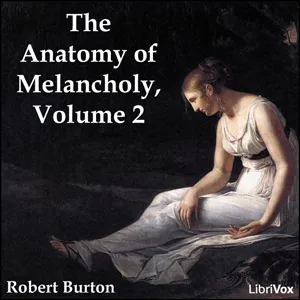 The
Anatomy of
Melancholy,
Volume 2
Robert Burton
LibriVox